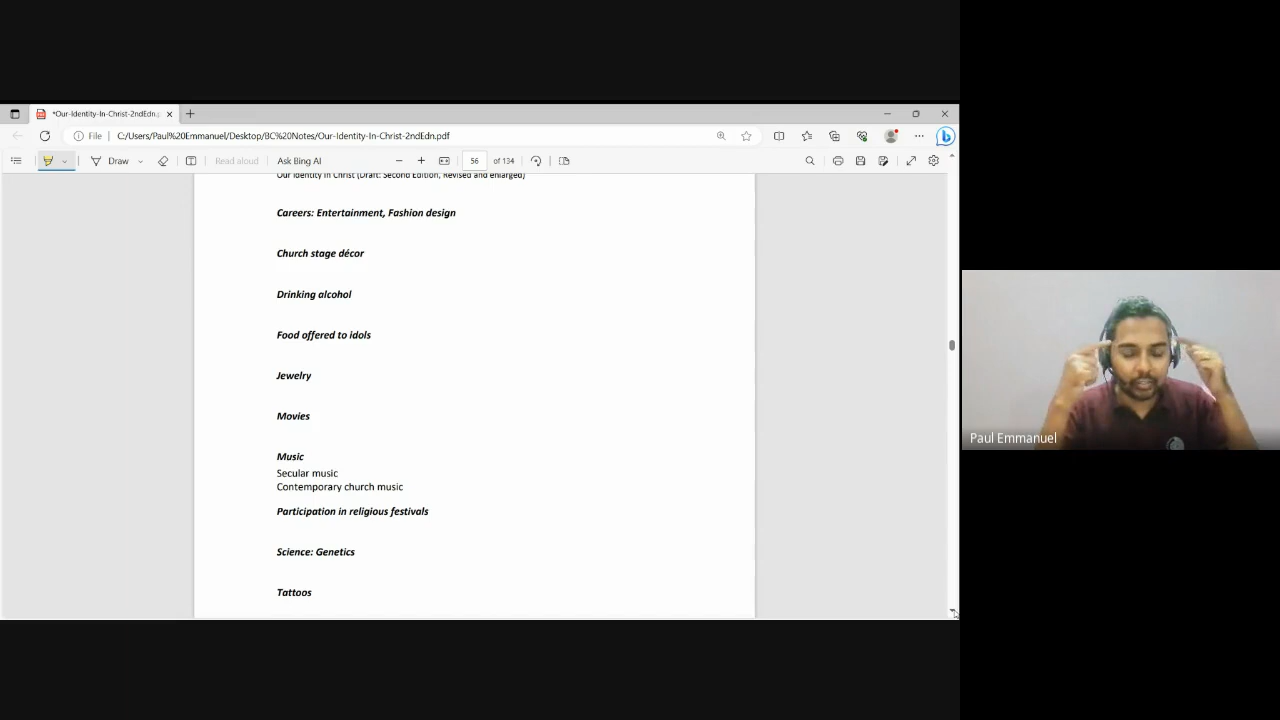 *Our-Identity-In-Christ-2ndEdn.p
File
C:/Users/Paul%20Emmanuel/Desktop/BC%20Notes/Our-Identity-In-Christ-2ndEdn.pdf
Draw
Read aloud
Ask Bing AI
56
of 134
Our Identity in Christ (Draft: Second Edition, Revised and enlarged)
Careers: Entertainment, Fashion design
Church stage décor
Drinking alcohol
Food offered to idols
Jewelry
Movies
Music
Secular music
Contemporary church music
Participation in religious festivals
Science: Genetics
Tattoos
Paul Emmanuel